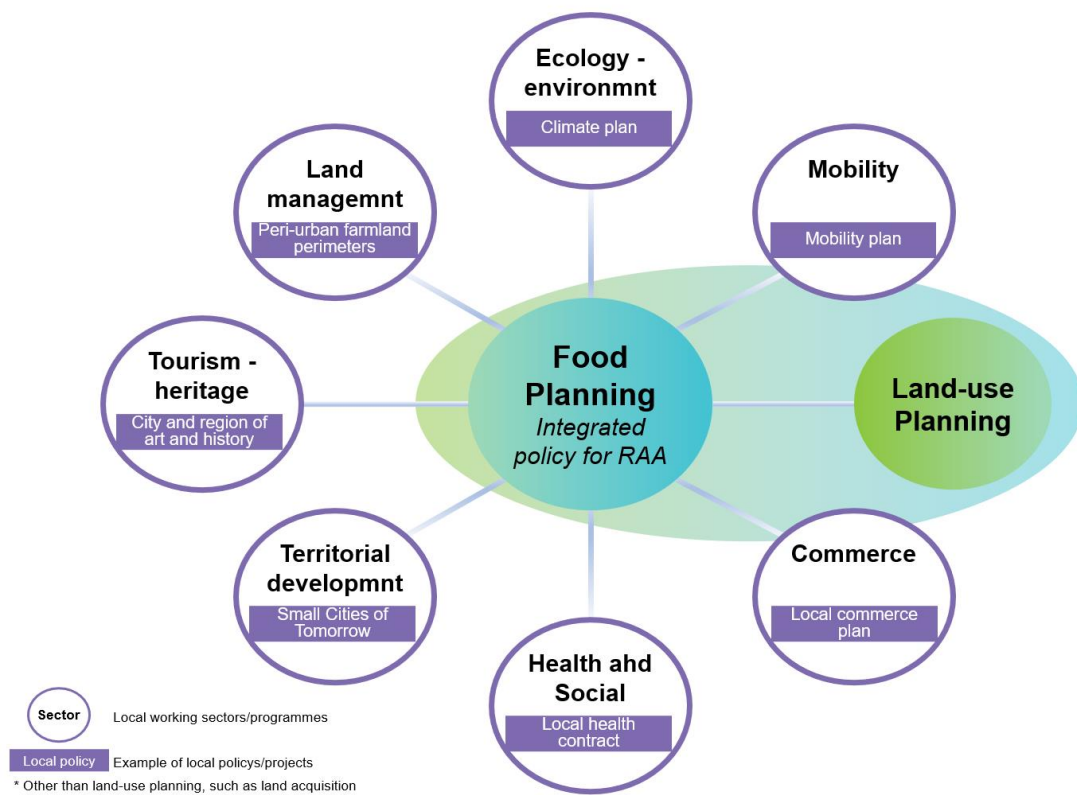 Ecology -
environmnt
Climate plan
Land
managemnt
Peri-urban farmland
perimeters
Mobility
Mobility plan
Tourism -
heritage
City and region of
art and history
Food
Planning
Integrated
policy for RAA
Land-use
Planning
Territorial
developmnt
Small Cities of
Tomorrow
Commerce
Local commerce
plan
Health ahd
Social
Local health
contract
Sector
Local working sectors/programmes
Local policy
Example of local policys/projects
* Other than land-use planning, such as land acquisition